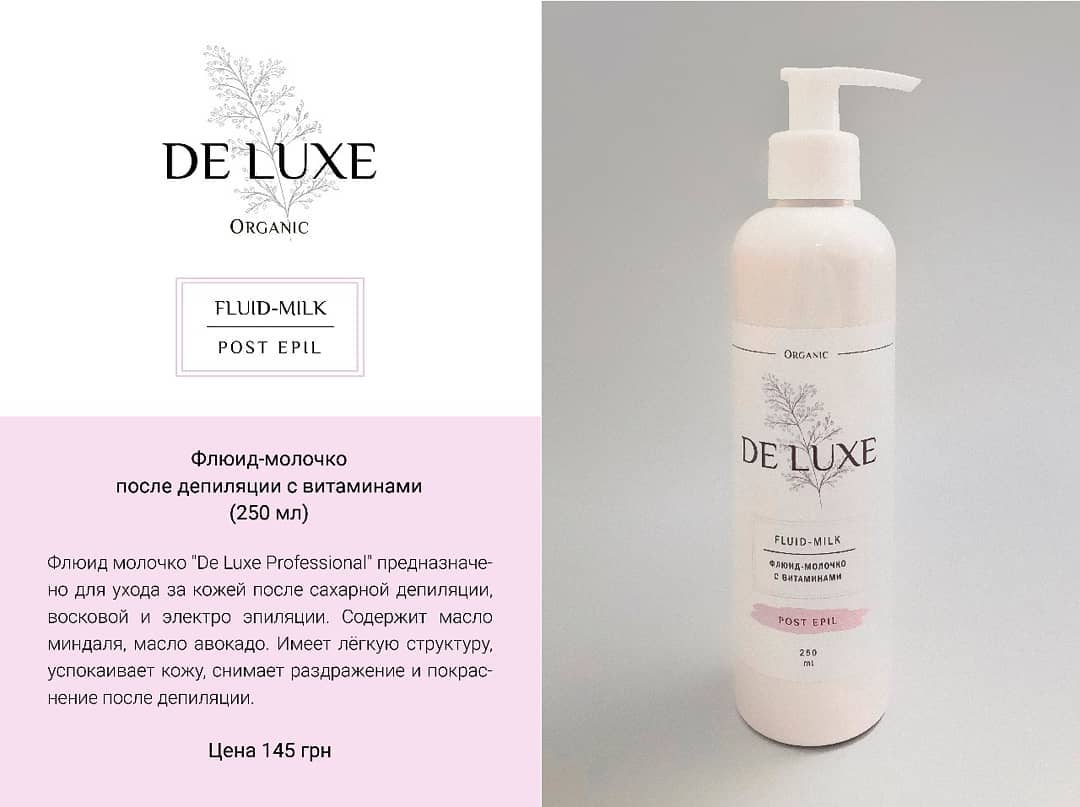 DE LUXE
ORGANIC
FLUID-MILK
POST EPIL
Флюид-молочко
после депиляции с витаминами
(250 мл)
Флюид молочко "De Luxe Professional" предназначе-
но для ухода за кожей после сахарной депиляции,
восковой и электро эпиляции. Содержит масло
миндаля, масло авокадо. Имеет лёгкую структуру,
успокаивает кожу, снимает раздражение и покрас-
нение после депиляции.
Цена 145 грн
ORGANIC
DE LUXE
FLUID-MILK
ФЛЮИД-МОЛОЧКО
С ВИТАМИНАМИ
POST EPIL
250
ml